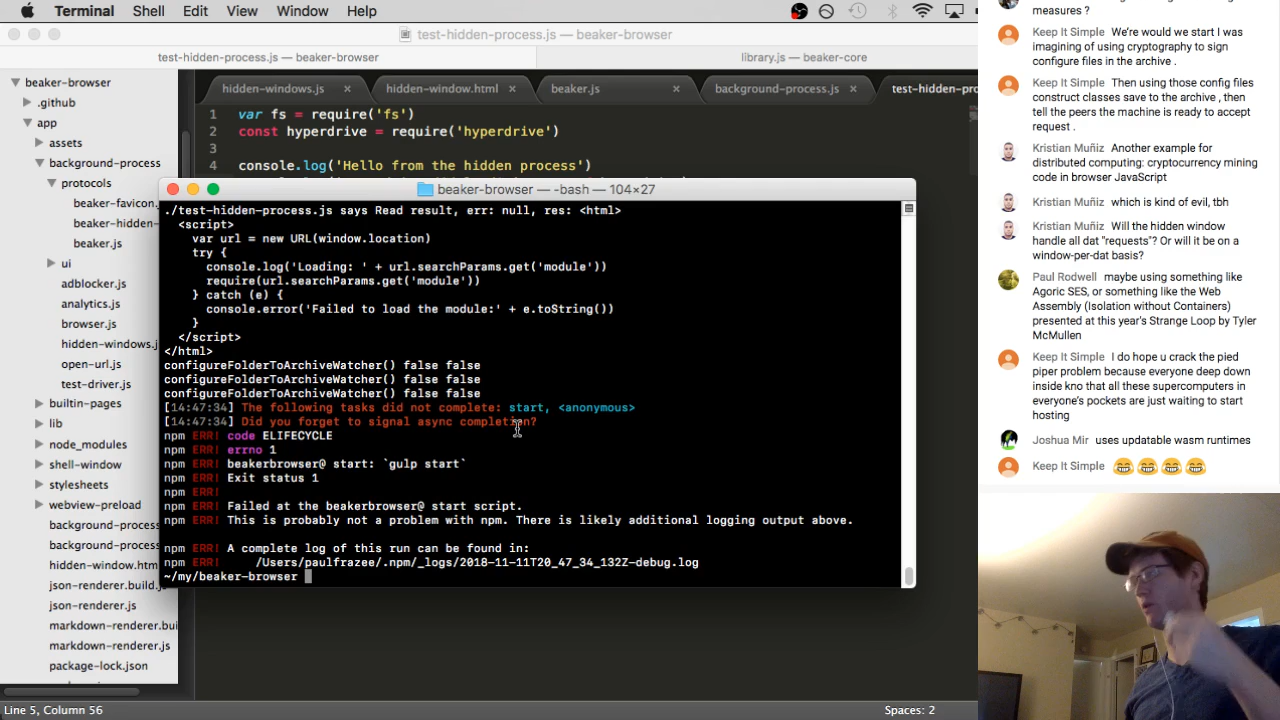 Terminal Shell Edit View Window Help
test-hidden-process.js — beaker-browser
test-hidden-process.js — beaker-browser
library.js — beaker-core
beaker-browser
.github
app
assets
background-process
protocols
beaker-favicon.
beaker-hidden-
beaker.js
ui
adblocker.js
analytics.js
browser.js
hidden-windows.j
open-url.js
test-driver.js
builtin-pages
lib
node_modules
shell-window
stylesheets
webview-preload
background-proce
background-proce
hidden-window.htm
json-renderer.build.j
json-renderer.js
markdown-renderer.bui
markdown-renderer.js
package-lock.json
hidden-windows.js
hidden-window.html
beaker.js
background-process.js
test-hidden-pro
1 var fs = require('fs')
2 const hyperdrive = require('hyperdrive')
3
4 console.log('Hello from the hidden process')
beaker-browser — -bash — 104×27
./test-hidden-process.js says Read result, err: null, res: <html>
<script>
var url = new URL(window.location)
try {
console.log('Loading: ' + url.searchParams.get('module'))
require(url.searchParams.get('module'))
} catch (e) {
console.error('Failed to load the module:' + e.toString())
}
</script>
</html>
configureFolderToArchiveWatcher() false false
configureFolderToArchiveWatcher() false false
configureFolderToArchiveWatcher() false false
[14:47:34] The following tasks did not complete: start, <anonymous>
[14:47:34] Did you forget to signal async completion?
npm ERR! code ELIFECYCLE
npm ERR! errno 1
npm ERR! beakerbrowser@ start: `gulp start`
npm ERR! Exit status 1
npm ERR!
npm ERR! Failed at the beakerbrowser@ start script.
npm ERR! This is probably not a problem with npm. There is likely additional logging output above.
npm ERR! A complete log of this run can be found in:
npm ERR! /Users/paulfrazee/.npm/_logs/2018-11-11T20_47_34_132Z-debug.log
~/my/beaker-browser
Line 5, Column 56
Spaces: 2
measures ?
Keep It Simple We're would we start I was
imagining of using cryptography to sign
configure files in the archive .
Keep It Simple Then using those config files
construct classes save to the archive , then
tell the peers the machine is ready to accept
request .
Kristian Muñiz Another example for
distributed computing: cryptocurrency mining
code in browser JavaScript
Kristian Muñiz which is kind of evil, tbh
Kristian Muñiz Will the hidden window
handle all dat "requests"? Or will it be on a
window-per-dat basis?
Paul Rodwell maybe using something like
Agoric SES, or something like the Web
Assembly (Isolation without Containers)
presented at this year's Strange Loop by Tyler
McMullen
Keep It Simple I do hope u crack the pied
piper problem because everyone deep down
inside kno that all these supercomputers in
everyone's pockets are just waiting to start
hosting
Joshua Mir uses updated wasm runtimes
Keep It Simple 😂😂😂😂